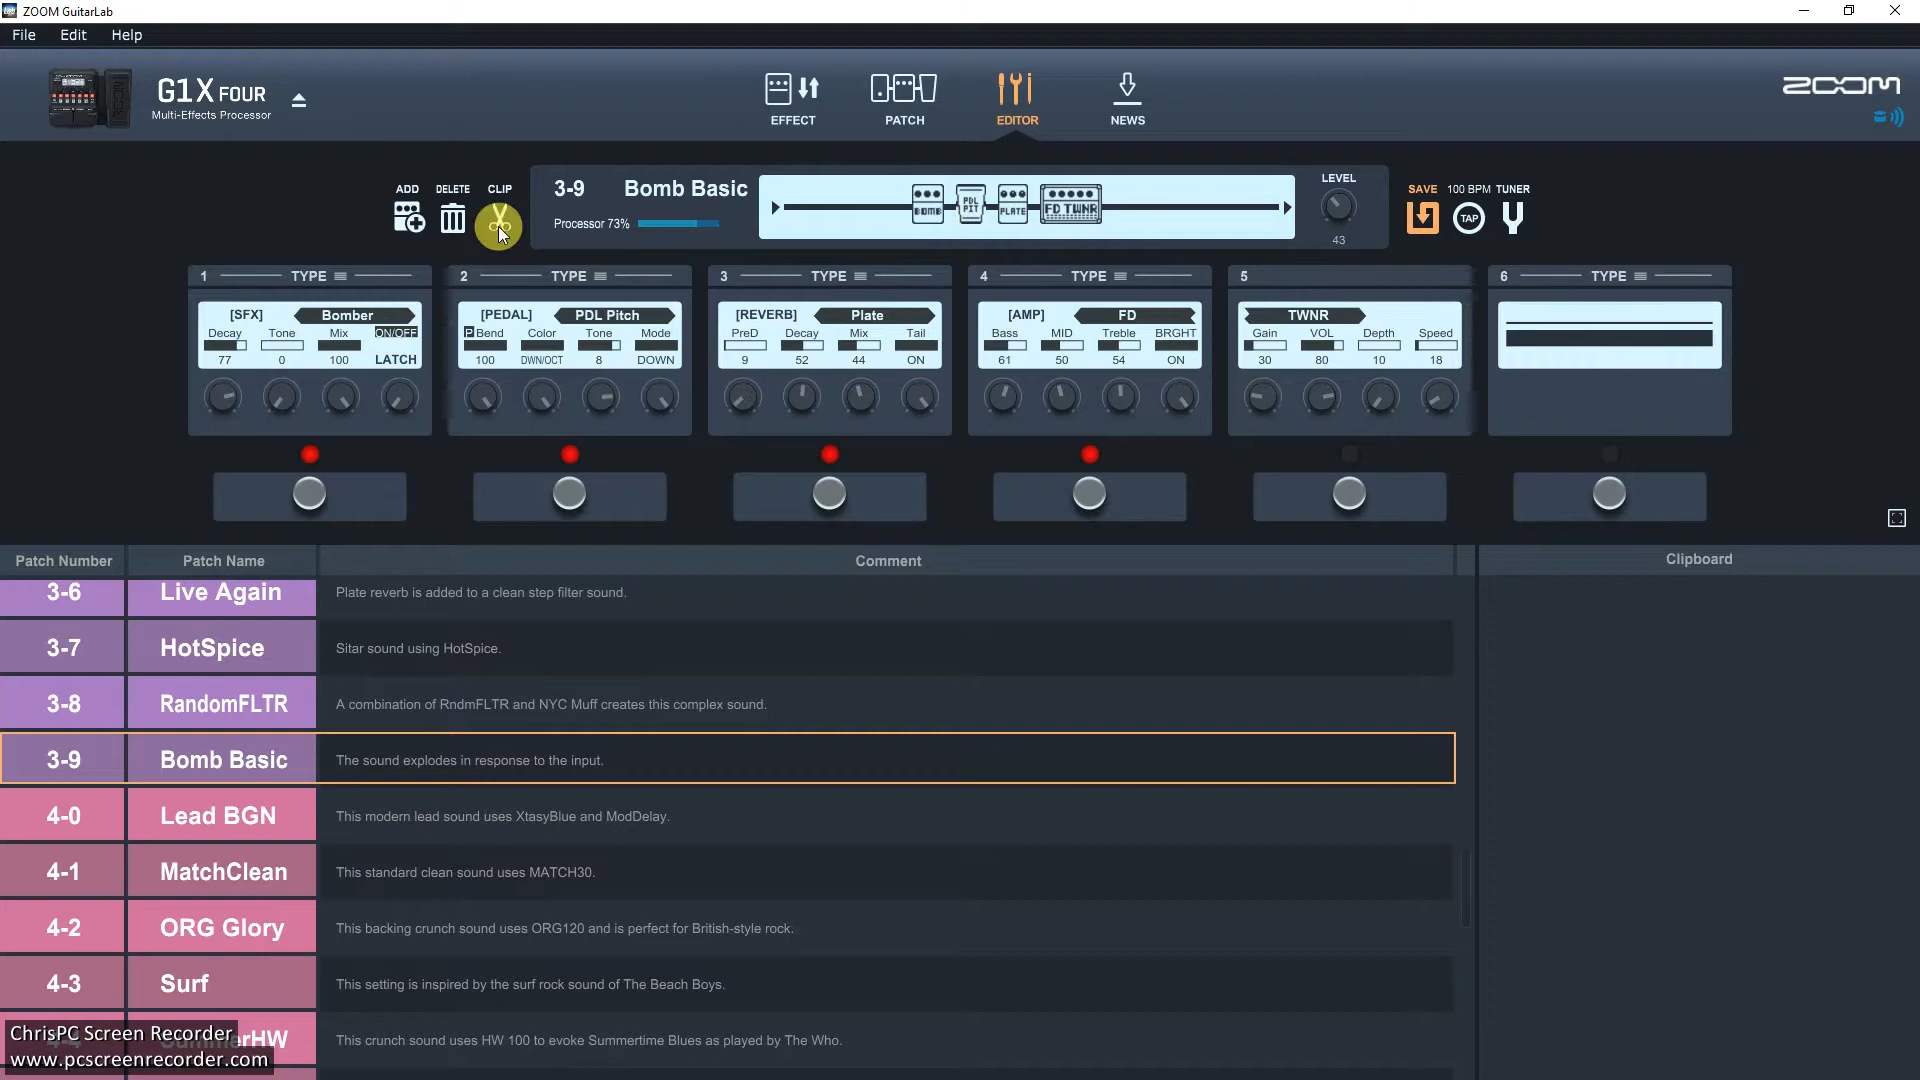 ZOOM GuitarLab
File Edit Help
G1X FOUR
Multi-Effects Processor
EFFECT PATCH EDITOR NEWS
ZOOM
ADD DELETE CLIP
3-9 Bomb Basic
Processor 73%
BOMB PDL PIT PLATE FD TWNR
LEVEL
43
SAVE 100 BPM TUNER
TAP
1 TYPE 2 TYPE 3 TYPE 4 TYPE 5 6 TYPE
[SFX] Bomber
Decay Tone Mix ON/OFF
77 0 100 LATCH
[PEDAL] PDL Pitch
P Bend Color Tone Mode
100 DWN/OCT 8 DOWN
[REVERB] Plate
PreD Decay Mix Tail
9 52 44 ON
[AMP] FD
Bass MID Treble BRGHT
61 50 54 ON
TWNR
Gain VOL Depth Speed
30 80 10 18
Patch Number Patch Name Comment Clipboard
3-6 Live Again Plate reverb is added to a clean step filter sound.
3-7 HotSpice Sitar sound using HotSpice.
3-8 RandomFLTR A combination of RndmFLTR and NYC Muff creates this complex sound.
3-9 Bomb Basic The sound explodes in response to the input.
4-0 Lead BGN This modern lead sound uses XtasyBlue and ModDelay.
4-1 MatchClean This standard clean sound uses MATCH30.
4-2 ORG Glory This backing crunch sound uses ORG120 and is perfect for British-style rock.
4-3 Surf This setting is inspired by the surf rock sound of The Beach Boys.
This crunch sound uses HW 100 to evoke Summertime Blues as played by The Who.
ChrisPC Screen Recorder
www.pcscreenrecorder.com